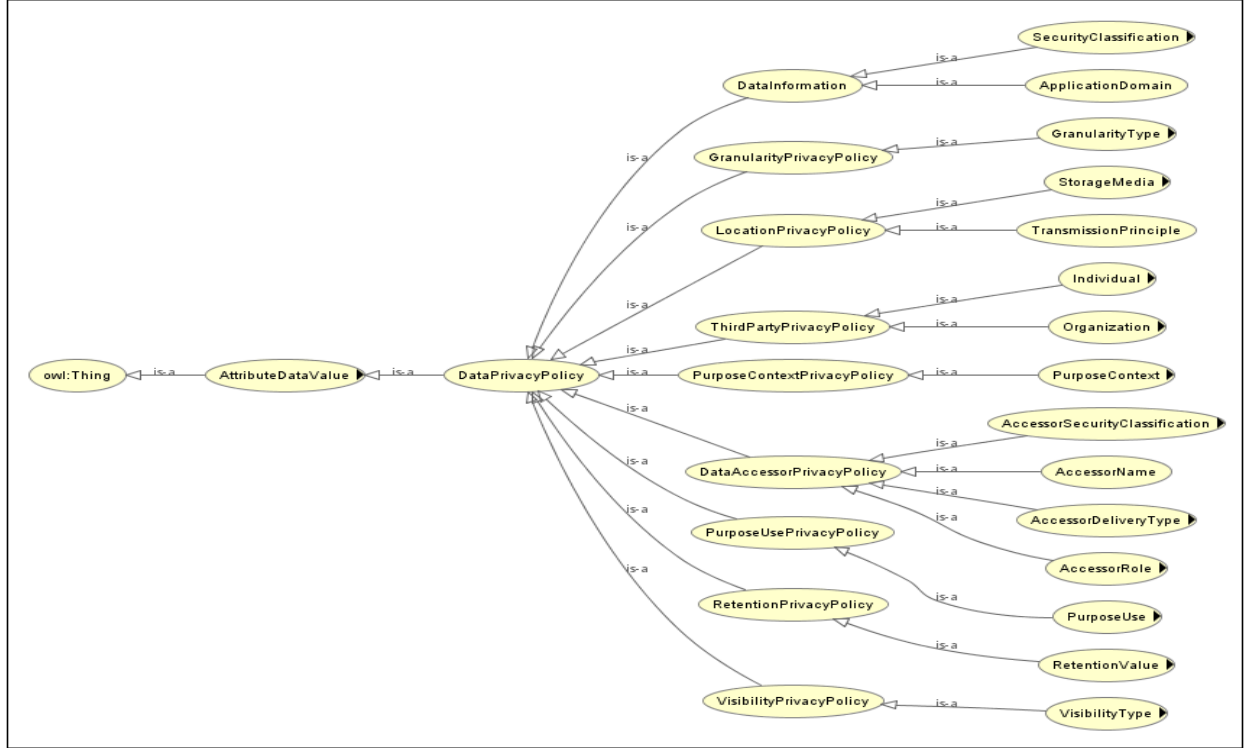 SecurityClassification
is-a
DataInformation
is-a
ApplicationDomain
GranularityType
is-a
is-a
GranularityPrivacyPolicy
StorageMedia
is-a
is-a
LocationPrivacyPolicy
is-a
TransmissionPrinciple
Individual
is-a
is-a
ThirdPartyPrivacyPolicy
is-a
Organization
is-a
owl:Thing
is-a
AttributeDataValue
is-a
DataPrivacyPolicy
is-a
PurposeContextPrivacyPolicy
is-a
PurposeContext
is-a
AccessorSecurityClassification
is-a
is-a
DataAccessorPrivacyPolicy
is-a
AccessorName
is-a
AccessorDeliveryType
is-a
is-a
PurposeUsePrivacyPolicy
AccessorRole
is-a
is-a
RetentionPrivacyPolicy
PurposeUse
is-a
RetentionValue
VisibilityPrivacyPolicy
is-a
VisibilityType